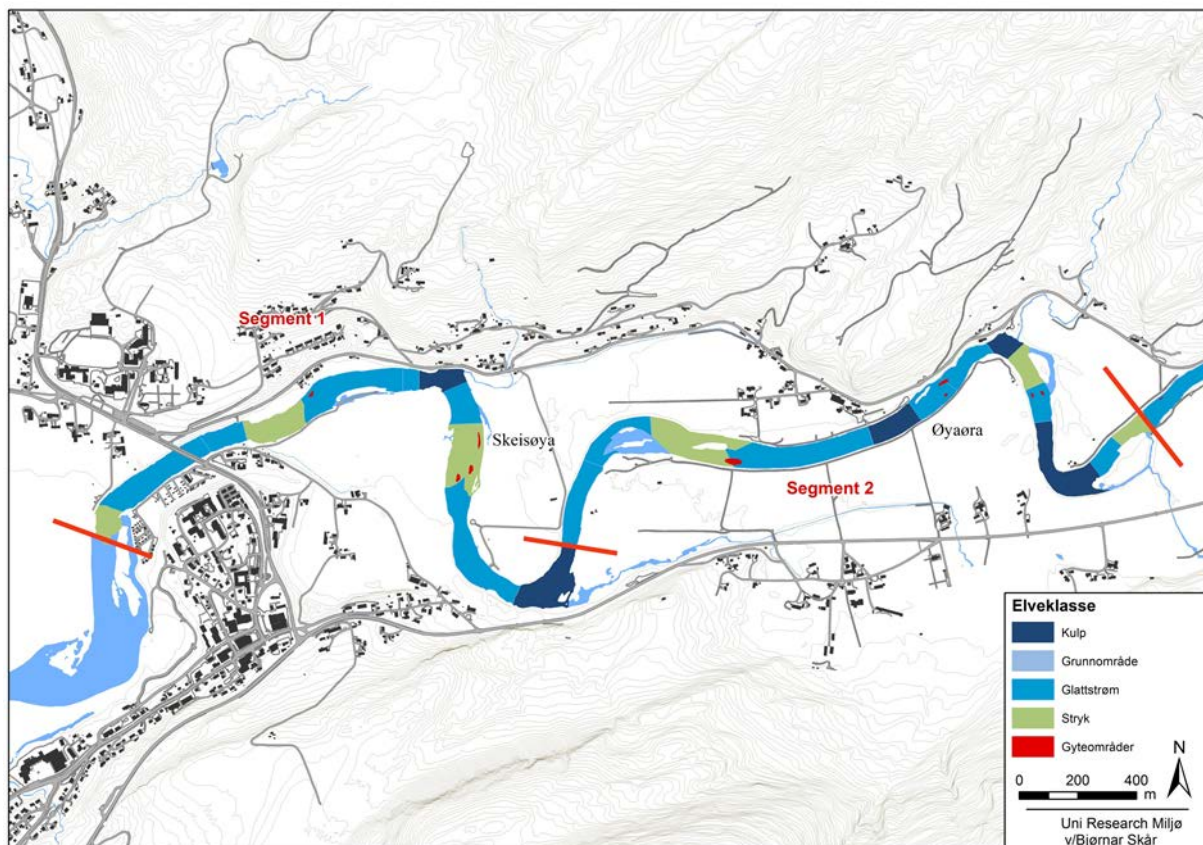 Segment 1
Skeisøya
Øyaøra
Segment 2
Elveklasse
Kulp
Grunnområde
Glattstrøm
Stryk
Gyteområder
N
0 200 400
m
Uni Research Miljø
v/Bjørnar Skår